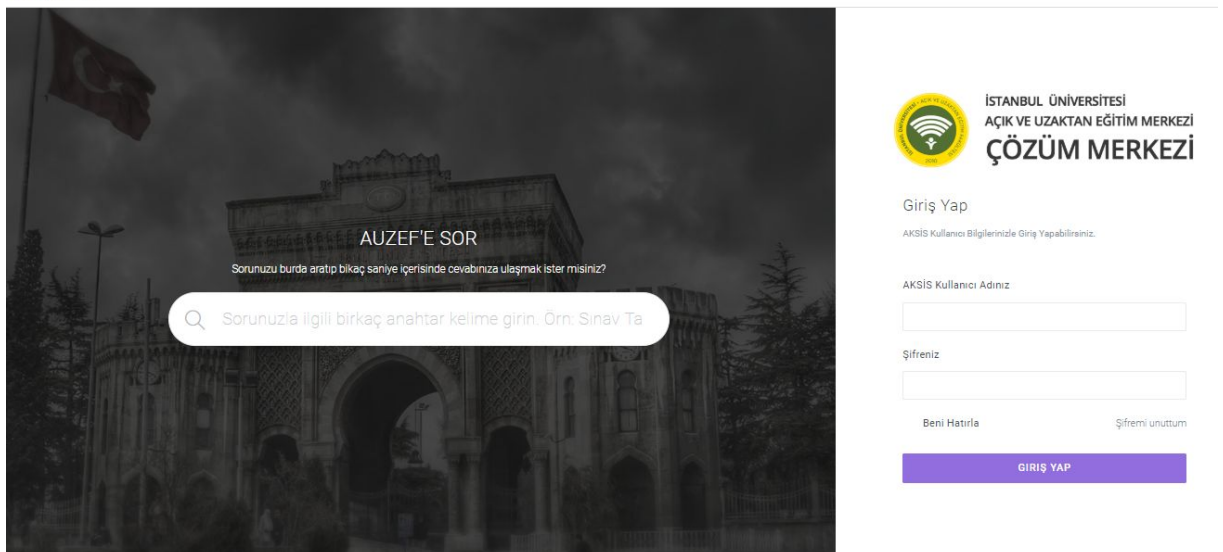 AUZEF'E SOR
Sorunuzu burda aratıp bikaç saniye içerisinde cevabınıza ulaşmak ister misiniz?
Sorunuzla ilgili birkaç anahtar kelime girin. Örn: Sınav Ta
İSTANBUL ÜNİVERSİTESİ
AÇIK VE UZAKTAN EĞİTİM MERKEZİ
ÇÖZÜM MERKEZİ
Giriş Yap
AKSİS Kullanıcı Bilgilerinizle Giriş Yapabilirsiniz.
AKSİS Kullanıcı Adınız
Şifreniz
Beni Hatırla
Şifremi unuttum
GIRIŞ YAP